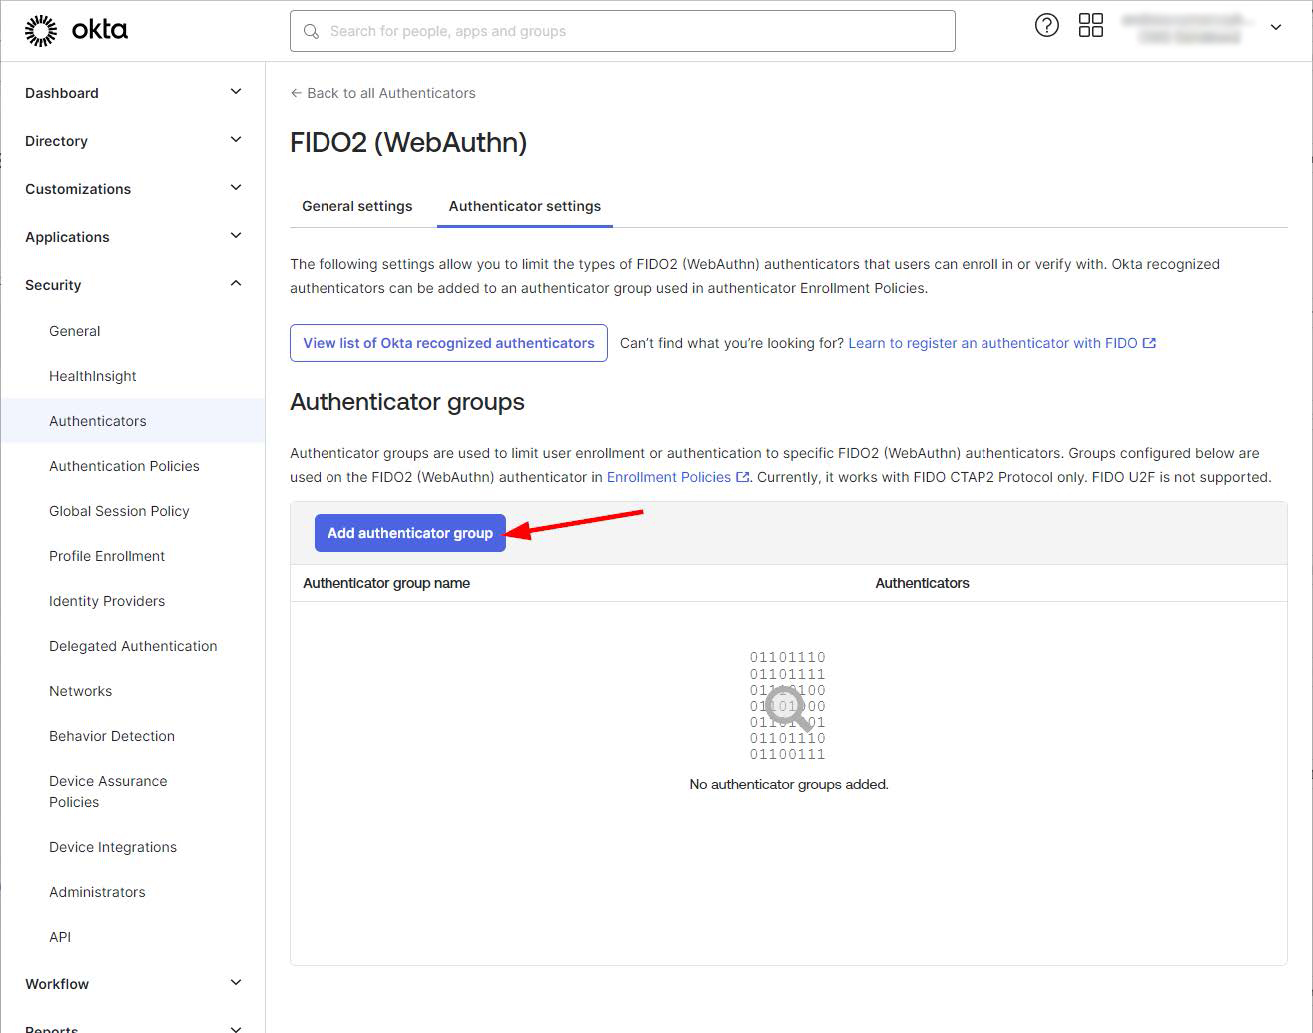 okta
Search for people, apps and groups
Dashboard
Directory
Customizations
Applications
Security
General
HealthInsight
Authenticators
Authentication Policies
Global Session Policy
Profile Enrollment
Identity Providers
Delegated Authentication
Networks
Behavior Detection
Device Assurance
Policies
Device Integrations
Administrators
API
Workflow
Reports
← Back to all Authenticators
FIDO2 (WebAuthn)
General settings
Authenticator settings
The following settings allow you to limit the types of FIDO2 (WebAuthn) authenticators that users can enroll in or verify with. Okta recognized
authenticators can be added to an authenticator group used in authenticator Enrollment Policies.
View list of Okta recognized authenticators
Can’t find what you’re looking for? Learn to register an authenticator with FIDO
Authenticator groups
Authenticator groups are used to limit user enrollment or authentication to specific FIDO2 (WebAuthn) authenticators. Groups configured below are
used on the FIDO2 (WebAuthn) authenticator in Enrollment Policies. Currently, it works with FIDO CTAP2 Protocol only. FIDO U2F is not supported.
Add authenticator group
Authenticator group name
Authenticators
01101110
01101111
01110100
01101000
01101001
01101110
01100111
No authenticator groups added.